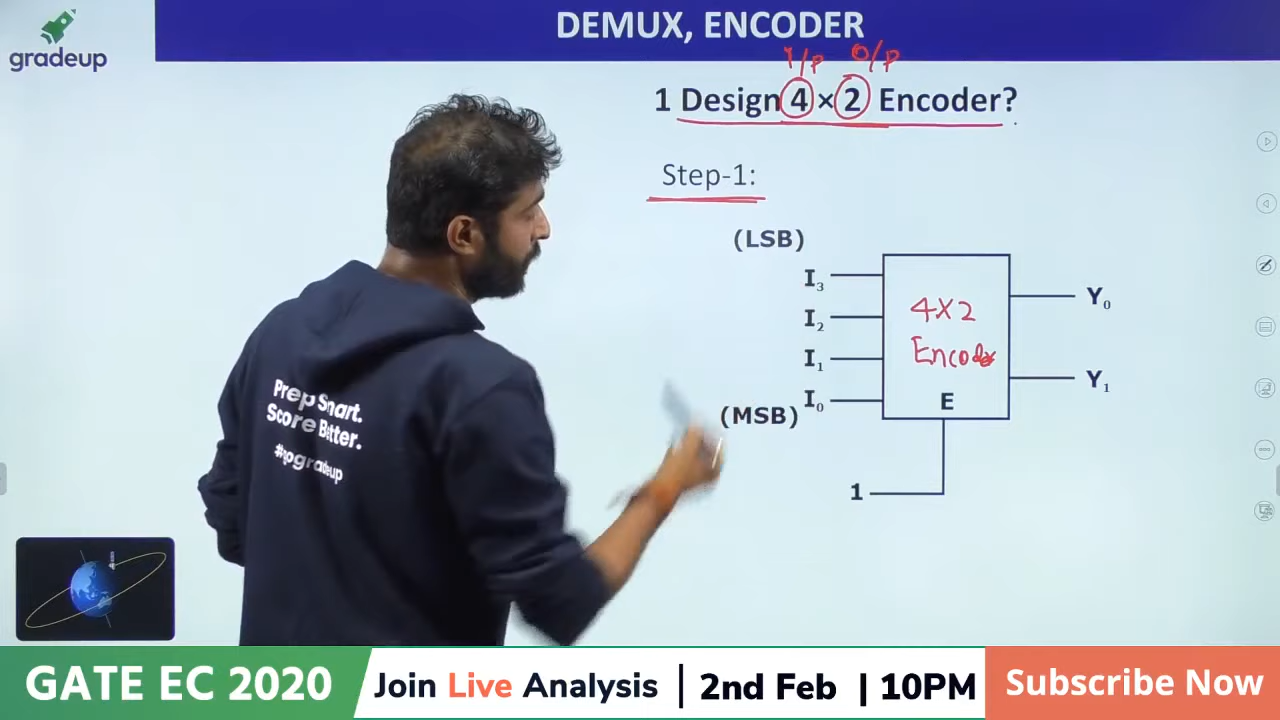 DEMUX, ENCODER
gradeup
I/P O/P
1 Design 4 × 2 Encoder?
Step-1:
(LSB)
I3
I2
I1
I0
(MSB)
4X2
Encoder
E
Y0
Y1
1
Prep Smart.
Score Better.
#gogradeup
GATE EC 2020
Join Live Analysis | 2nd Feb | 10PM
Subscribe Now